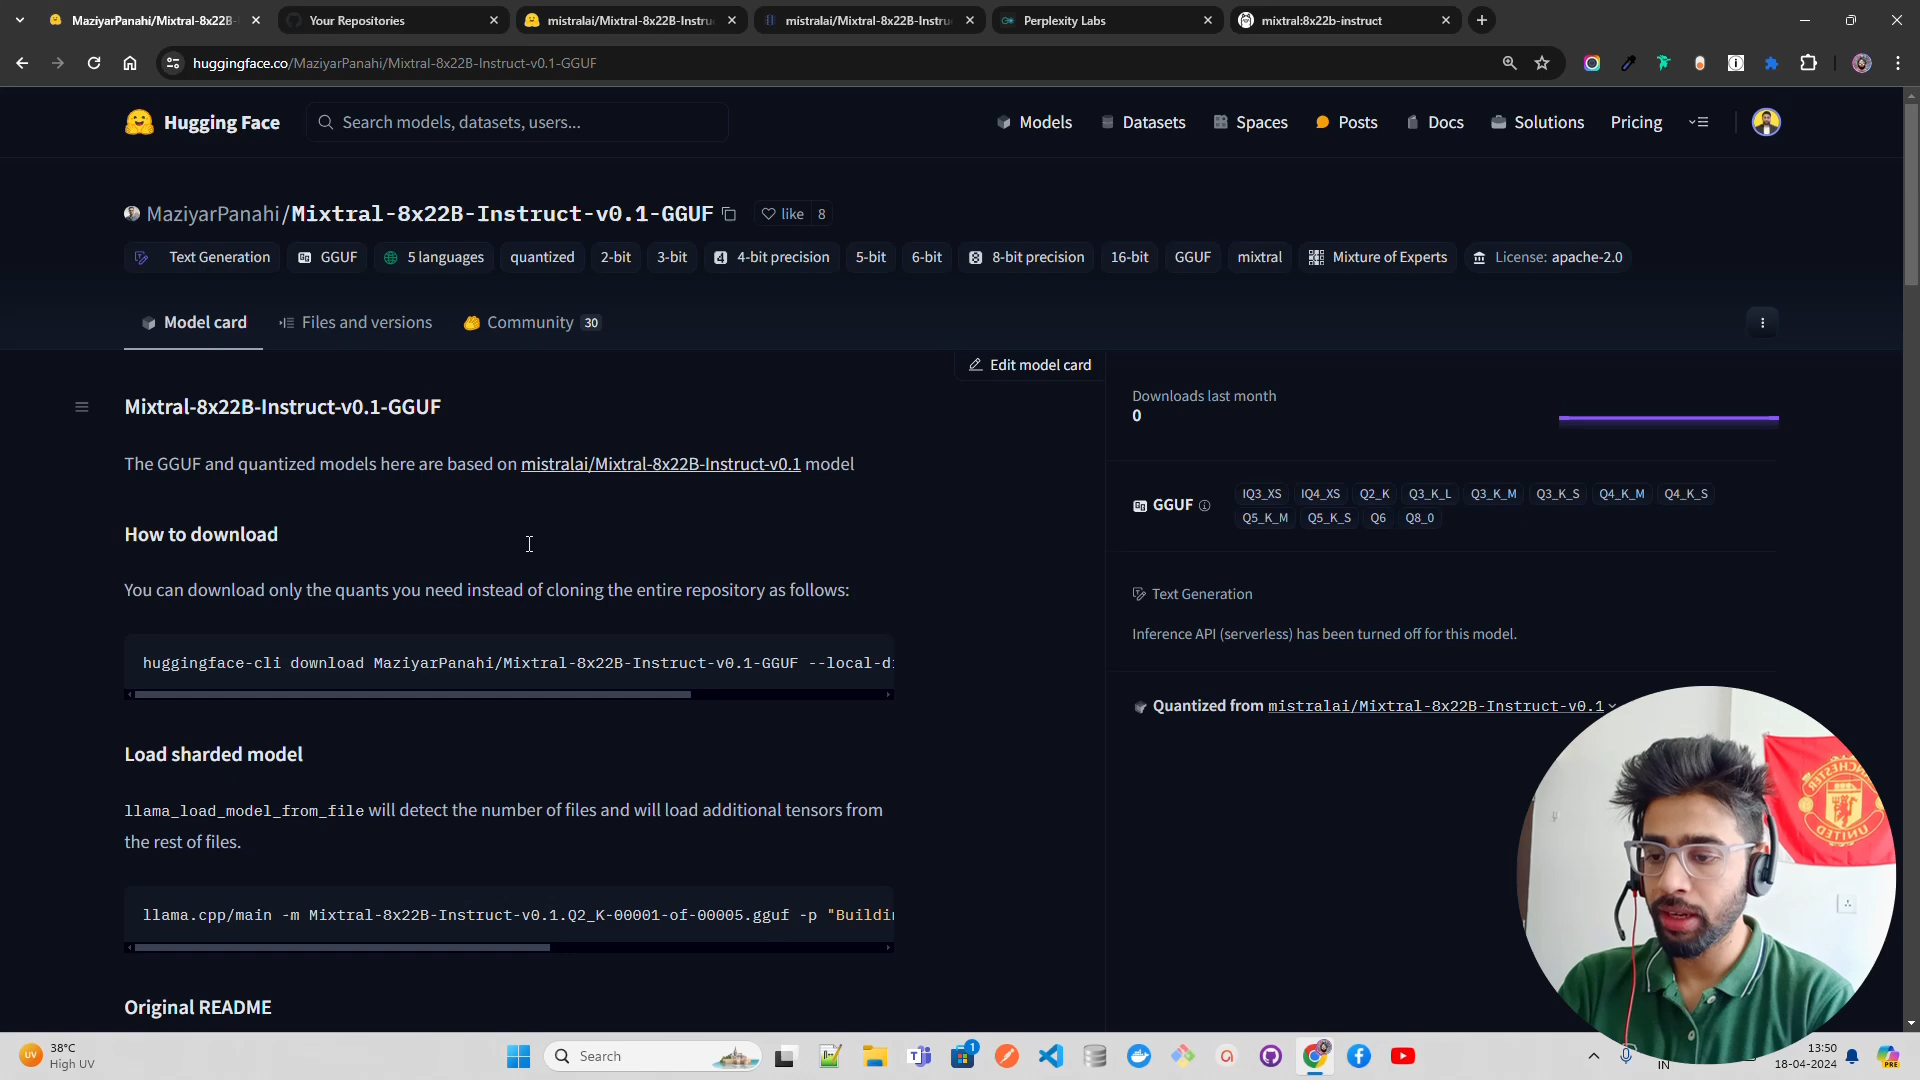 MaziyarPanahi/Mixtral-8x22B-
Your Repositories
mistralai/Mixtral-8x22B-Instru
mistralai/Mixtral-8x22B-Instru
Perplexity Labs
mixtral:8x22b-instruct
huggingface.co/MaziyarPanahi/Mixtral-8x22B-Instruct-v0.1-GGUF
Hugging Face
Search models, datasets, users...
Models
Datasets
Spaces
Posts
Docs
Solutions
Pricing
MaziyarPanahi/Mixtral-8x22B-Instruct-v0.1-GGUF
like 8
Text Generation
GGUF
5 languages
quantized
2-bit
3-bit
4-bit precision
5-bit
6-bit
8-bit precision
16-bit
GGUF
mixtral
Mixture of Experts
License: apache-2.0
Model card
Files and versions
Community 30
Edit model card
Mixtral-8x22B-Instruct-v0.1-GGUF
The GGUF and quantized models here are based on mistralai/Mixtral-8x22B-Instruct-v0.1 model
How to download
You can download only the quants you need instead of cloning the entire repository as follows:
huggingface-cli download MaziyarPanahi/Mixtral-8x22B-Instruct-v0.1-GGUF --local-di
Load sharded model
llama_load_model_from_file will detect the number of files and will load additional tensors from
the rest of files.
llama.cpp/main -m Mixtral-8x22B-Instruct-v0.1.Q2_K-00001-of-00005.gguf -p "Buildin
Original README
Downloads last month
0
GGUF
IQ3_XS IQ4_XS Q2_K Q3_K_L Q3_K_M Q3_K_S Q4_K_M Q4_K_S
Q5_K_M Q5_K_S Q6 Q8_0
Text Generation
Inference API (serverless) has been turned off for this model.
Quantized from mistralai/Mixtral-8x22B-Instruct-v0.1
UNITED
UV
38°C
High UV
Search
1
IN
13:50
18-04-2024
PRE